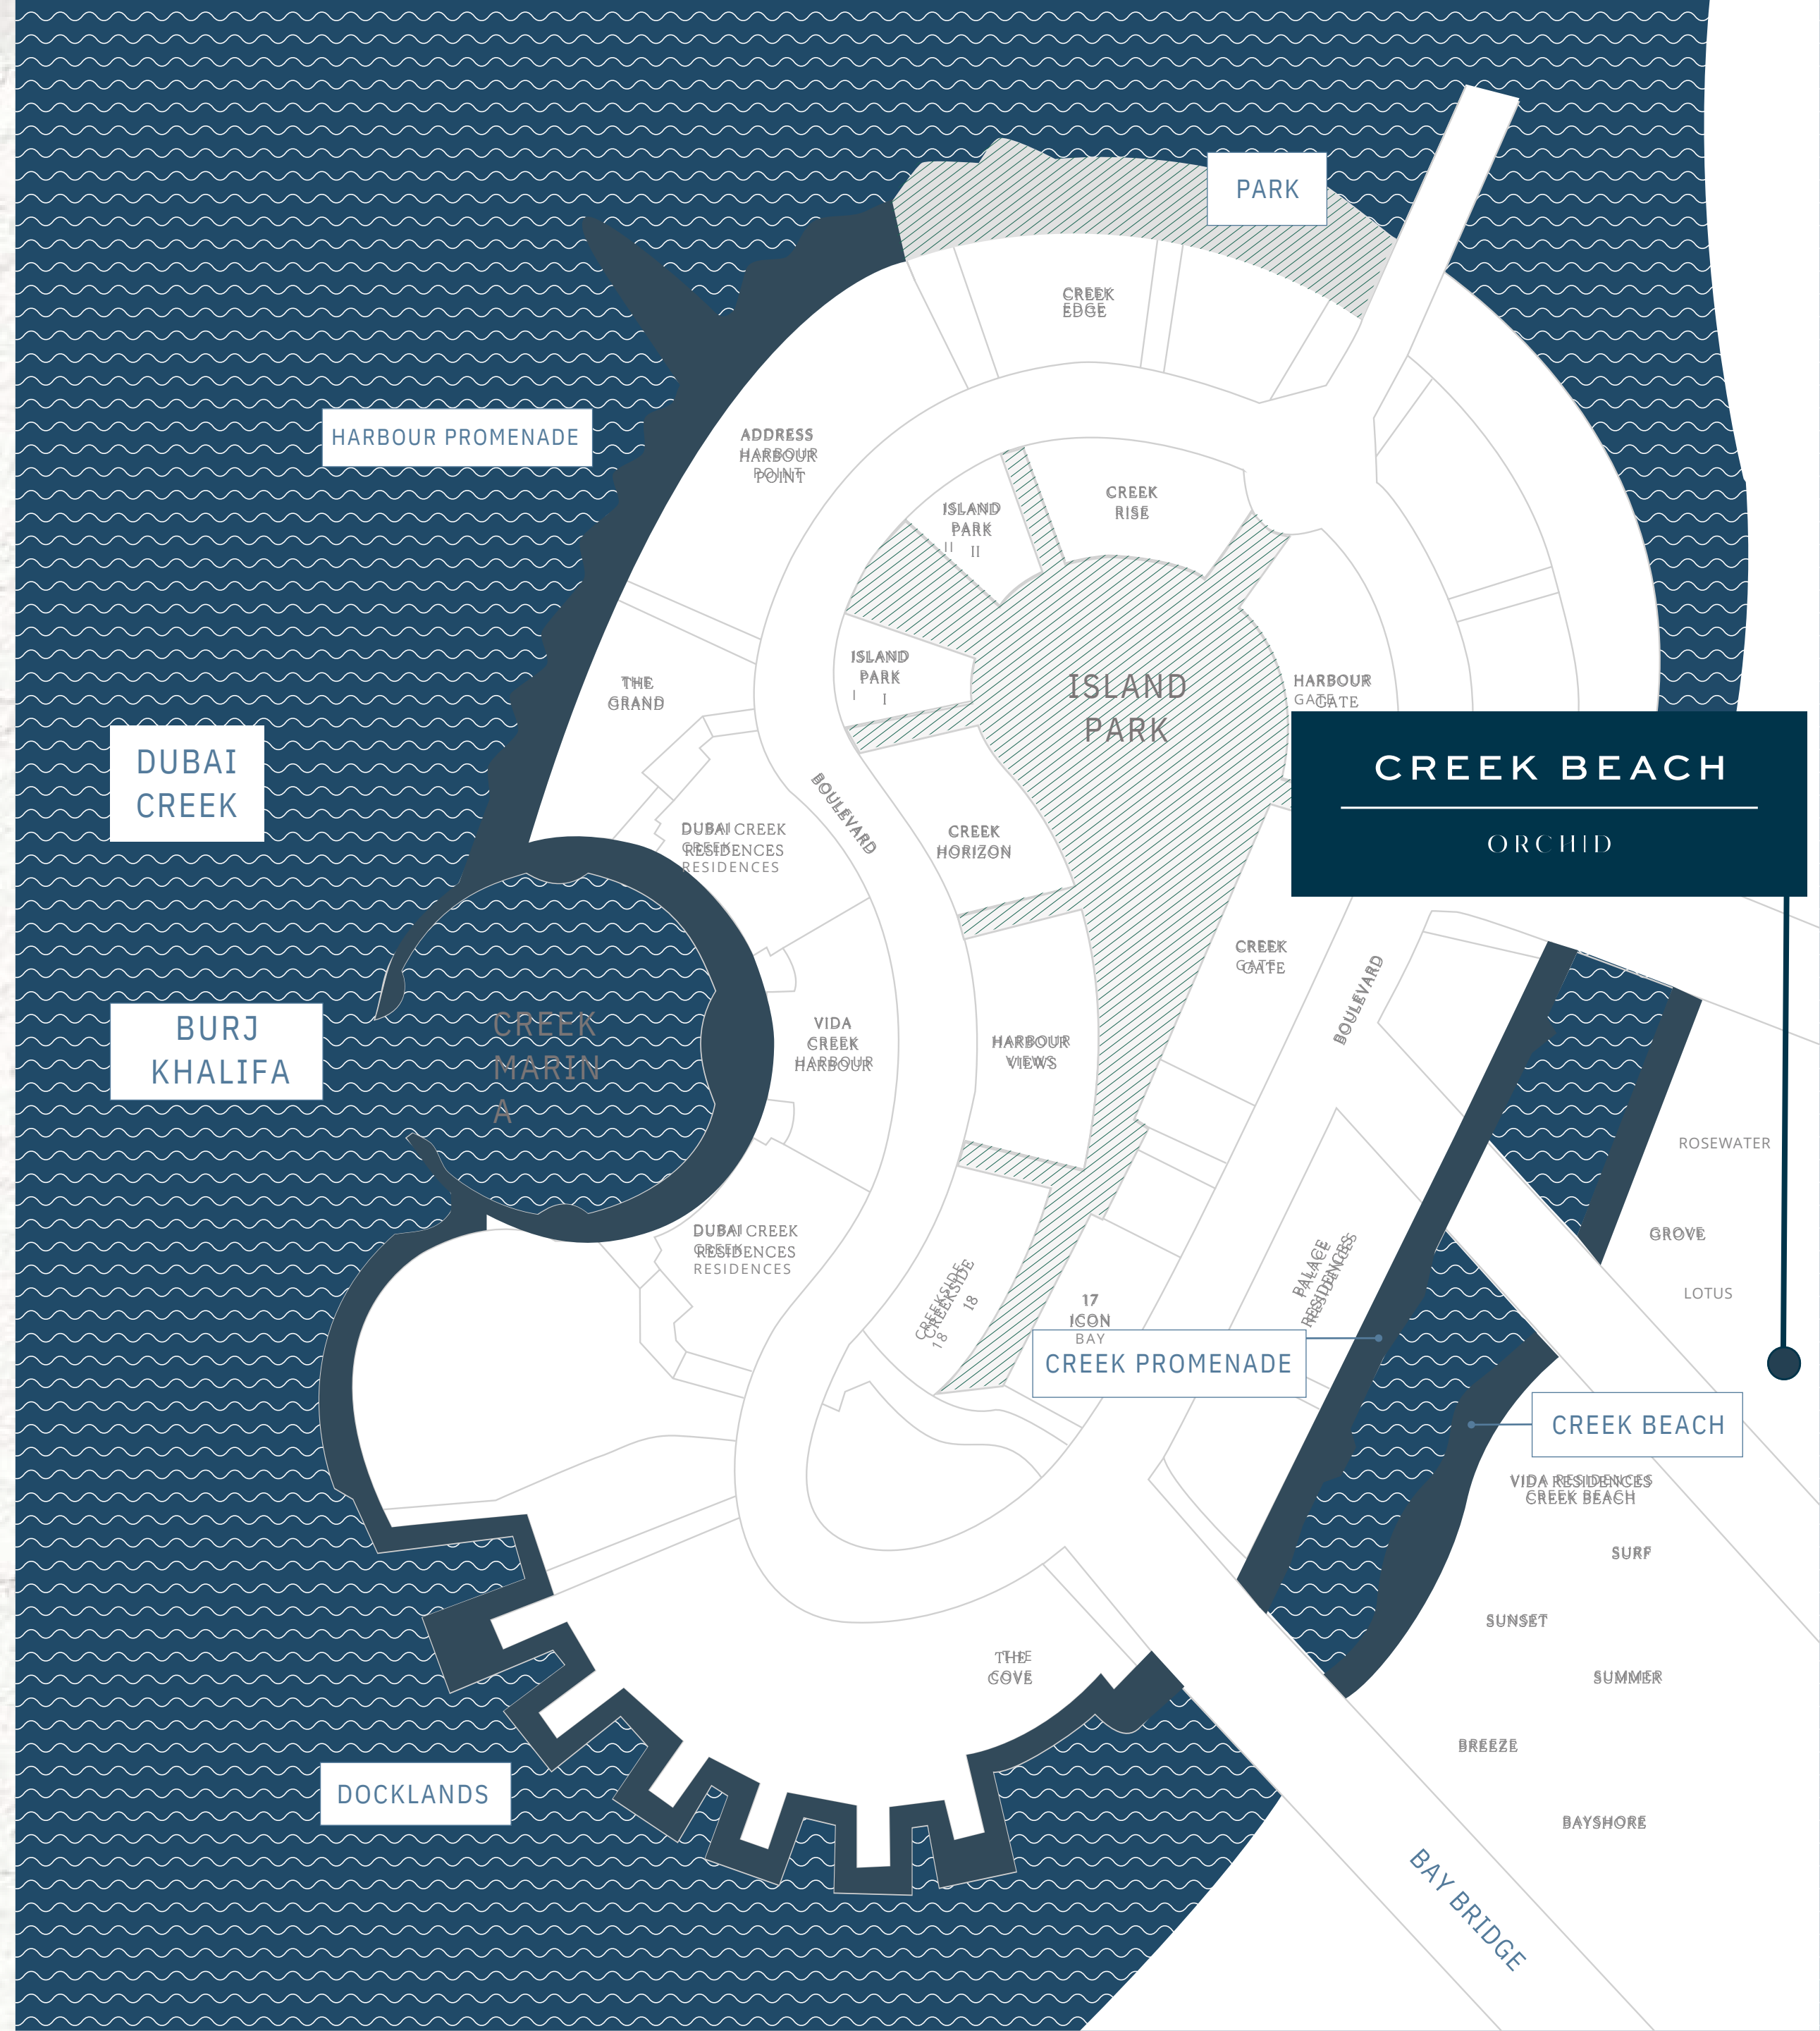 PARK
CREEK
EDGE
HARBOUR PROMENADE
ADDRESS
HARBOUR
POINT
ISLAND
PARK
II
CREEK
RISE
ISLAND
PARK
I
THE
GRAND
ISLAND
PARK
HARBOUR
GATE
DUBAI
CREEK
CREEK BEACH
ORCHID
BOULEVARD
DUBAI CREEK
RESIDENCES
CREEK
HORIZON
CREEK
GATE
BOULEVARD
BURJ
KHALIFA
CREEK
MARIN
A
VIDA
CREEK
HARBOUR
HARBOUR
VIEWS
ROSEWATER
GROVE
LOTUS
DUBAI CREEK
RESIDENCES
CREEKSIDE
18
17
ICON
BAY
PALACE
RESIDENCES
CREEK PROMENADE
CREEK BEACH
VIDA RESIDENCES
CREEK BEACH
SURF
SUNSET
SUMMER
THE
COVE
BREEZE
DOCKLANDS
BAYSHORE
BAY BRIDGE